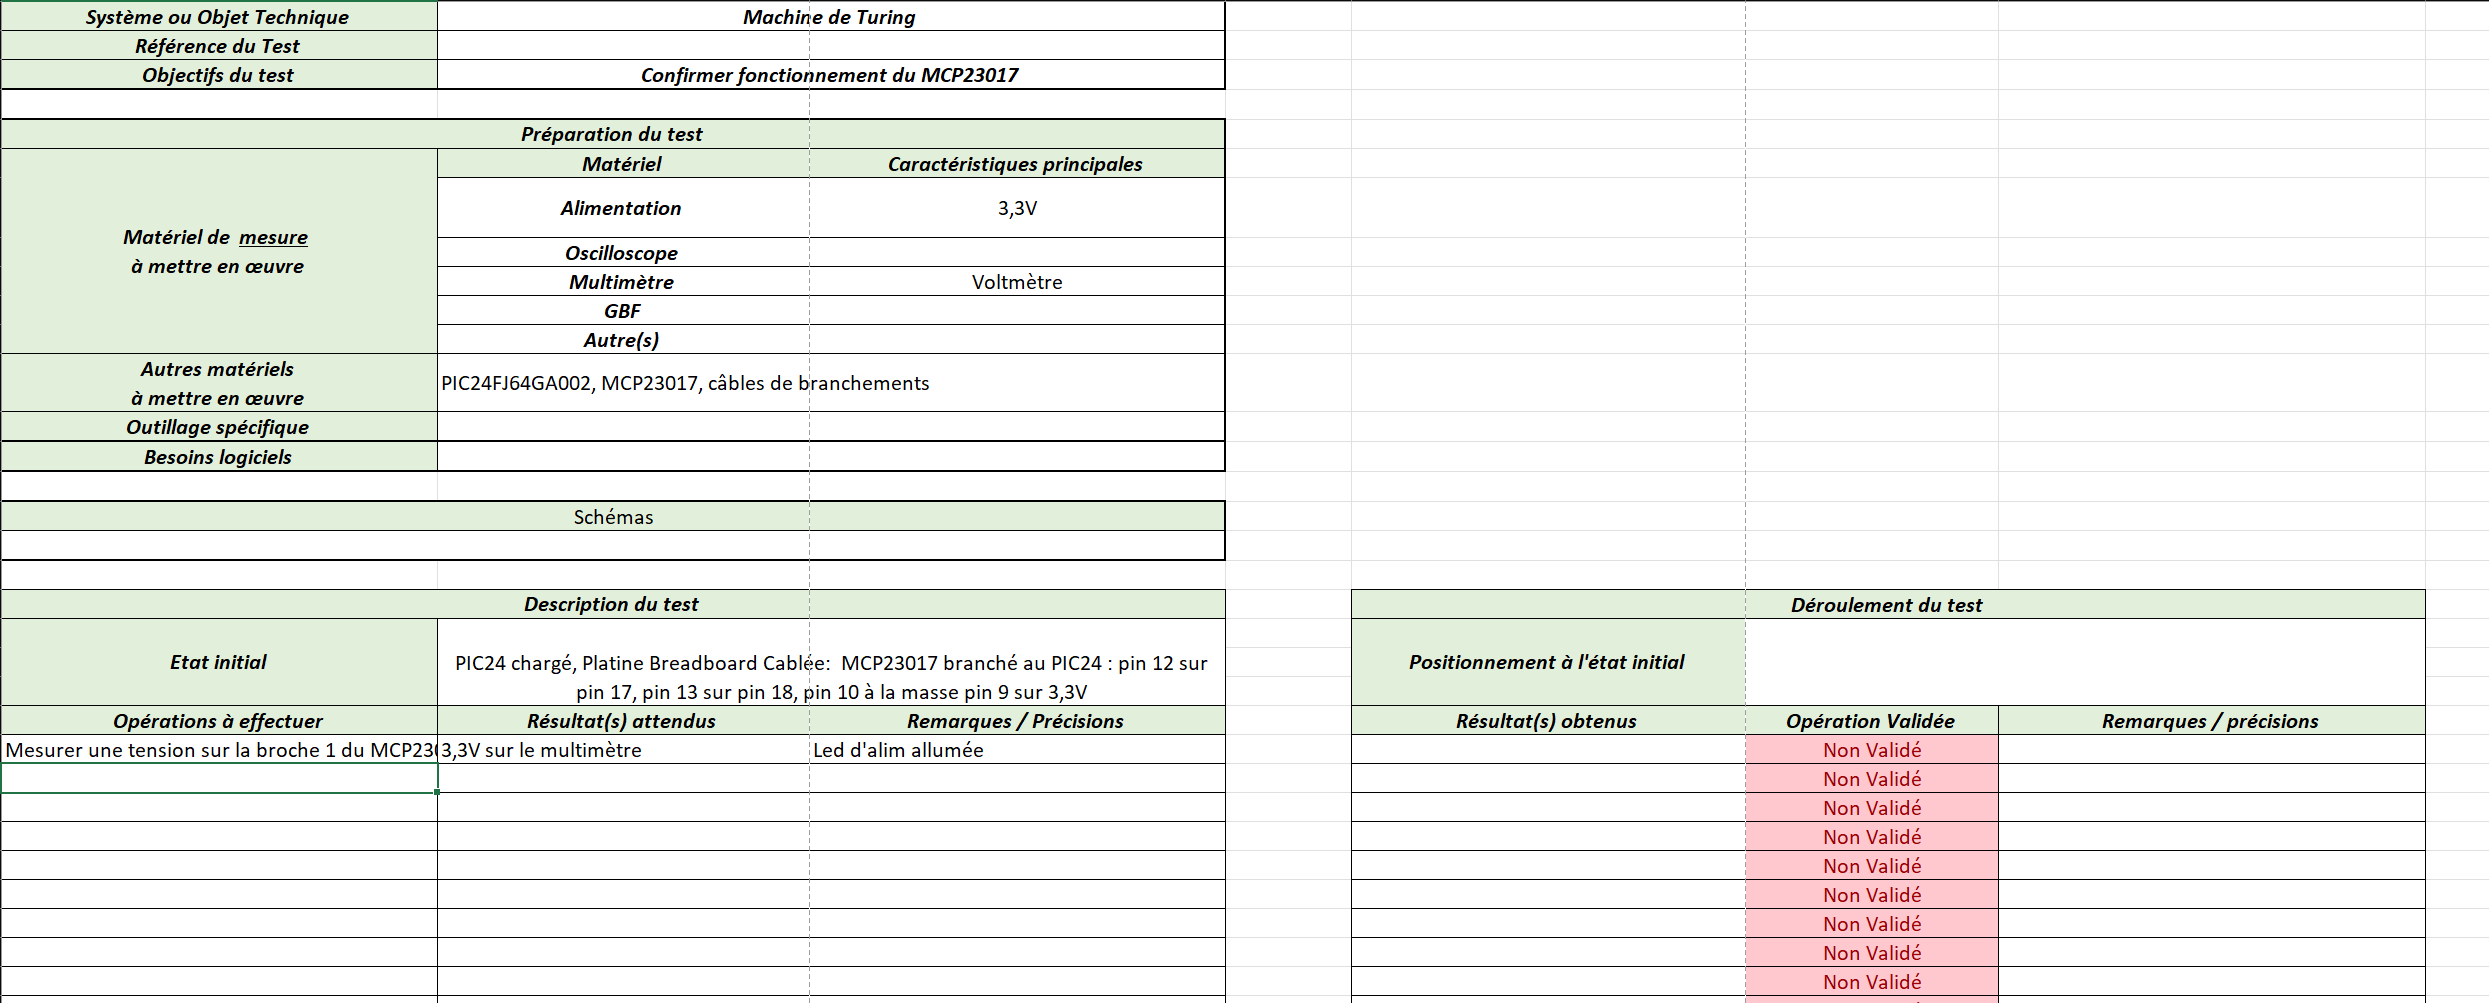 Système ou Objet Technique Machine de Turing
Référence du Test
Objectifs du test Confirmer fonctionnement du MCP23017
Préparation du test
Matériel de mesure
à mettre en œuvre
Matériel Caractéristiques principales
Alimentation 3,3V
Oscilloscope
Multimètre Voltmètre
GBF
Autre(s)
Autres matériels
à mettre en œuvre
PIC24FJ64GA002, MCP23017, câbles de branchements
Outillage spécifique
Besoins logiciels
Schémas
Description du test
Etat initial
PIC24 chargé, Platine Breadboard Cablée: MCP23017 branché au PIC24 : pin 12 sur
pin 17, pin 13 sur pin 18, pin 10 à la masse pin 9 sur 3,3V
Opérations à effectuer Résultat(s) attendus Remarques / Précisions
Mesurer une tension sur la broche 1 du MCP23 3,3V sur le multimètre Led d'alim allumée
Déroulement du test
Positionnement à l'état initial
Résultat(s) obtenus Opération Validée Remarques / précisions
Non Validé
Non Validé
Non Validé
Non Validé
Non Validé
Non Validé
Non Validé
Non Validé
Non Validé